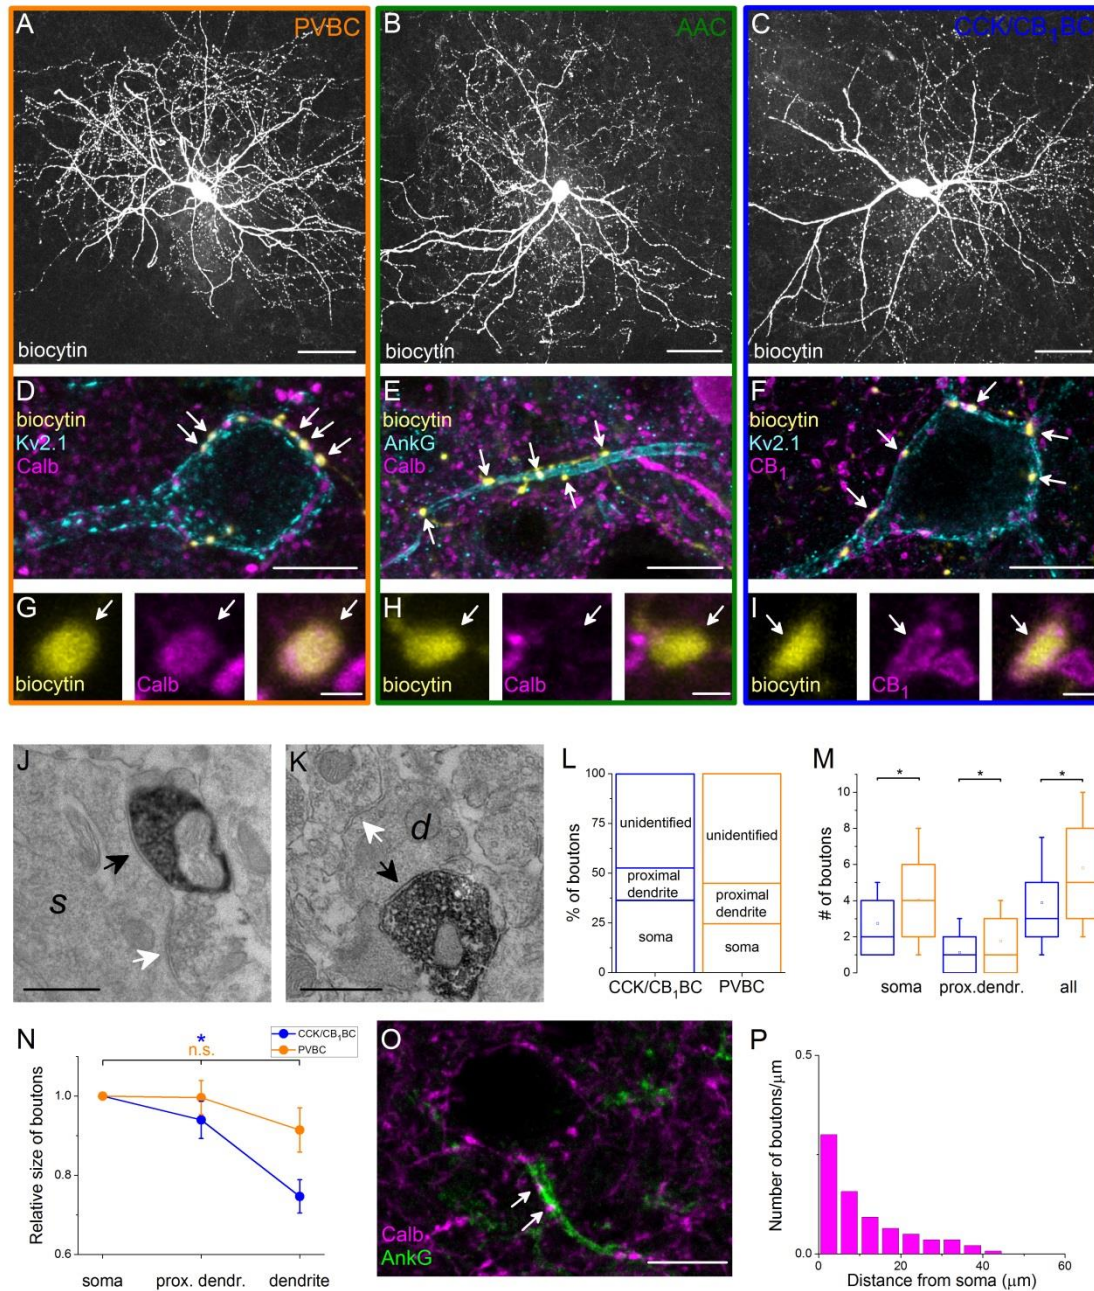 A PVBC
biocytin
B AAC
biocytin
C CCK/CB₁BC
biocytin
D
biocytin
Kv2.1
Calb
E
biocytin
AnkG
Calb
F
biocytin
Kv2.1
CB₁
G
biocytin
Calb
H
biocytin
Calb
I
biocytin
CB₁
J
s
K
d
L
% of boutons
100
75
50
25
0
unidentified
proximal
dendrite
soma
unidentified
proximal
dendrite
soma
CCK/CB₁BC PVBC
M
# of boutons
10
8
6
4
2
0
* * *
soma prox.dendr. all
N
Relative size of boutons
1.0
0.8
0.6
*
n.s.
CCK/CB₁BC
PVBC
soma prox. dendr. dendrite
O
Calb
AnkG
P
Number of boutons/µm
0.5
0.0
0 20 40 60
Distance from soma (µm)